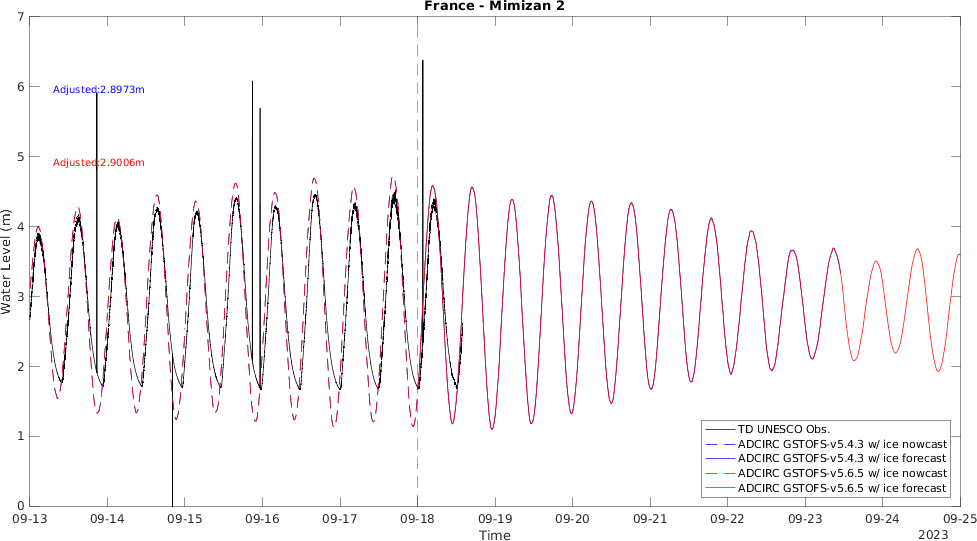 France - Mimizan 2
7
6
5
4
3
2
1
0
Water Level (m)
Adjusted:2.8973m
Adjusted:2.9006m
TD UNESCO Obs.
ADCIRC GSTOFS-v5.4.3 w/ ice nowcast
ADCIRC GSTOFS-v5.4.3 w/ ice forecast
ADCIRC GSTOFS-v5.6.5 w/ ice nowcast
ADCIRC GSTOFS-v5.6.5 w/ ice forecast
09-13 09-14 09-15 09-16 09-17 09-18 09-19 09-20 09-21 09-22 09-23 09-24 09-25
Time
2023